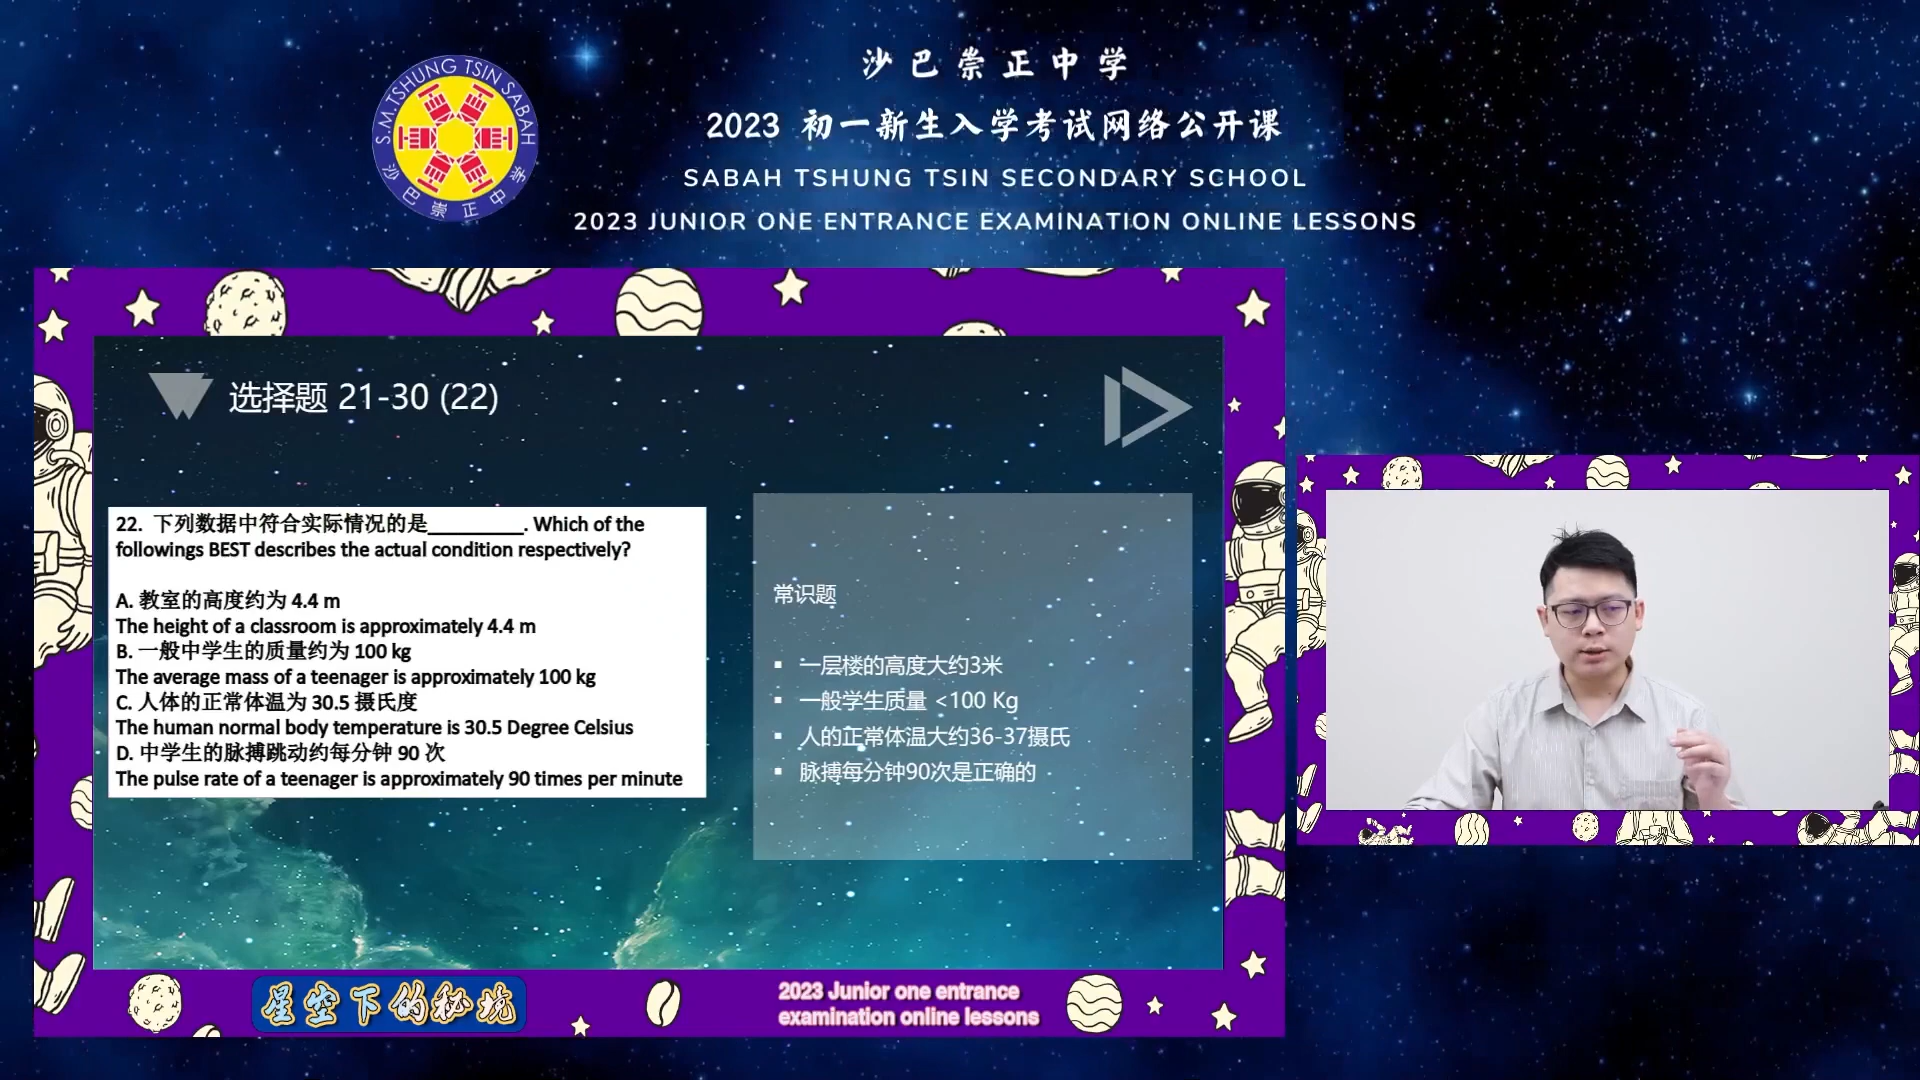 S.M. TSHUNG TSIN SABAH
沙巴崇正中学
沙巴崇正中学
2023 初一新生入学考试网络公开课
SABAH TSHUNG TSIN SECONDARY SCHOOL
2023 JUNIOR ONE ENTRANCE EXAMINATION ONLINE LESSONS
选择题 21-30 (22)
22. 下列数据中符合实际情况的是_________. Which of the
followings BEST describes the actual condition respectively?
A. 教室的高度约为 4.4 m
The height of a classroom is approximately 4.4 m
B. 一般中学生的质量约为 100 kg
The average mass of a teenager is approximately 100 kg
C. 人体的正常体温为 30.5 摄氏度
The human normal body temperature is 30.5 Degree Celsius
D. 中学生的脉搏跳动约每分钟 90 次
The pulse rate of a teenager is approximately 90 times per minute
常识题
▪ 一层楼的高度大约3米
▪ 一般学生质量 <100 Kg
▪ 人的正常体温大约36-37摄氏
▪ 脉搏每分钟90次是正确的
星空下的秘境
2023 Junior one entrance
examination online lessons